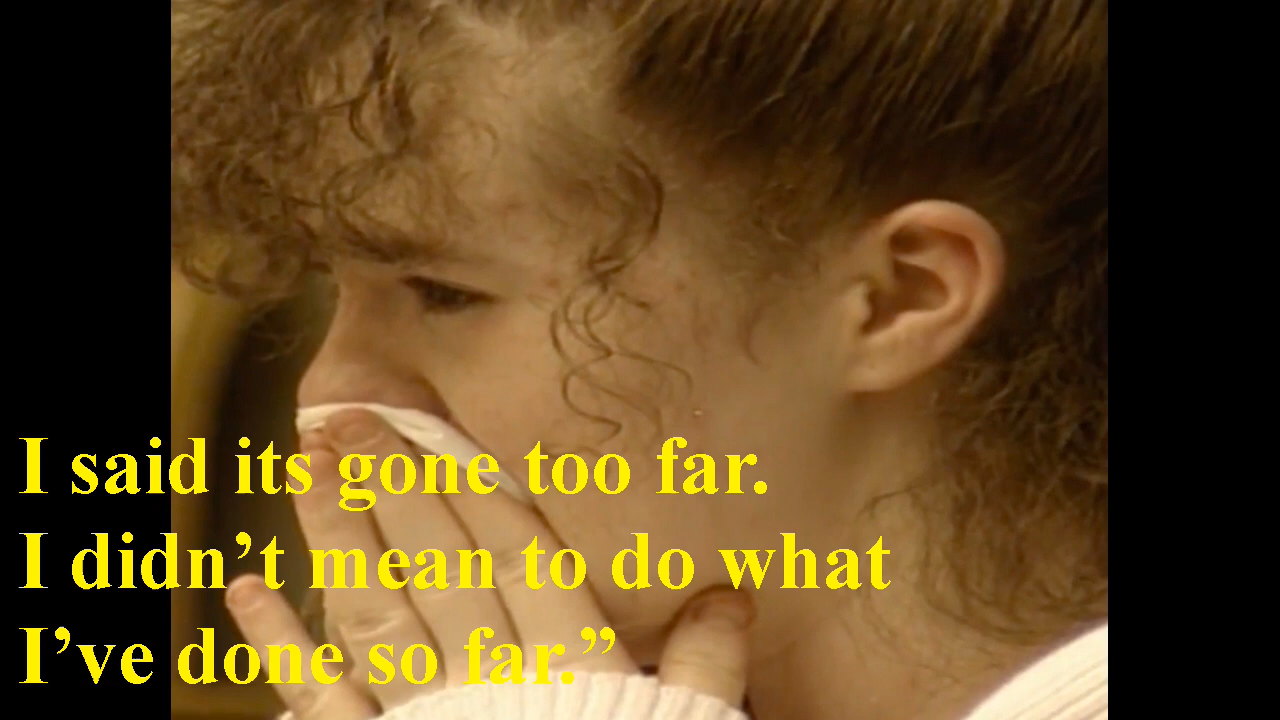 I said its gone too far.
I didn’t mean to do what
I’ve done so far.”